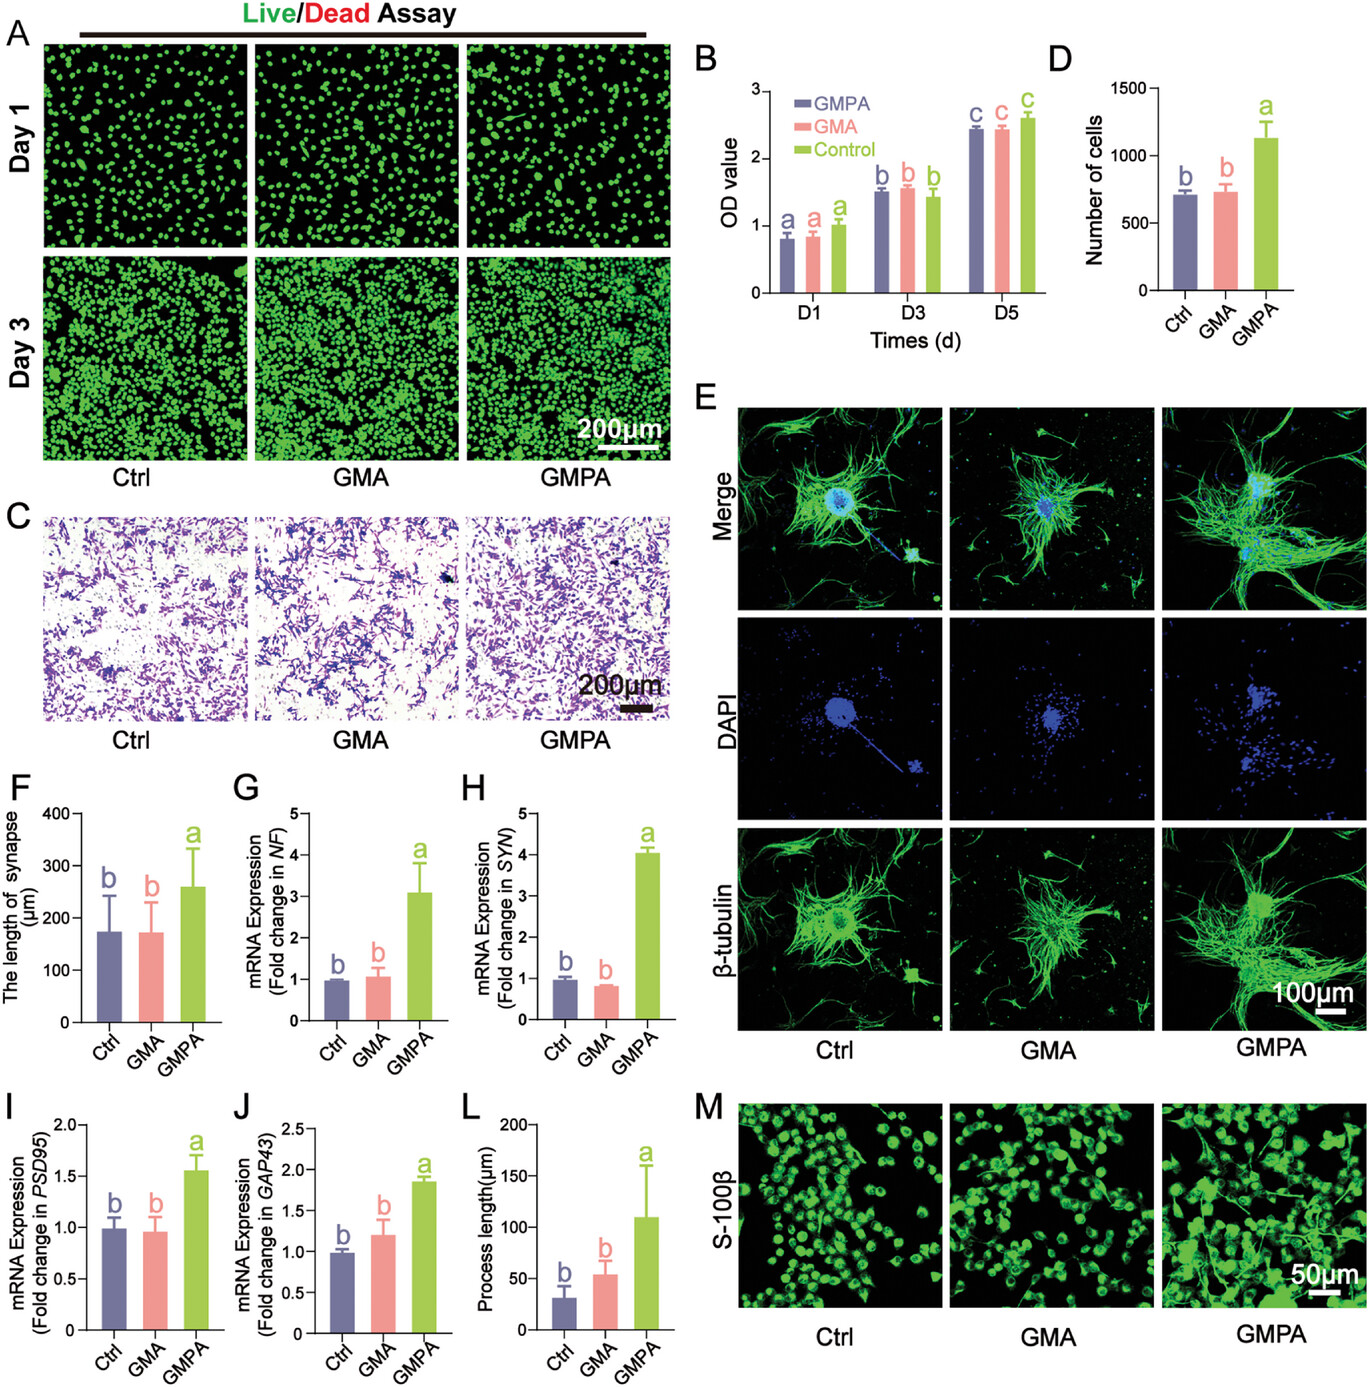 Live/Dead Assay
A
Day 1
Day 3
200μm
Ctrl
GMA
GMPA
B
OD value
3
2
1
0
GMPA
GMA
Control
a
a
a
b
b
b
c
c
c
D1
D3
D5
Times (d)
D
Number of cells
1500
1000
500
0
b
b
a
Ctrl
GMA
GMPA
C
200μm
Ctrl
GMA
GMPA
E
Merge
DAPI
β-tubulin
100μm
Ctrl
GMA
GMPA
F
The length of synapse
(μm)
400
300
200
100
0
b
b
a
Ctrl
GMA
GMPA
G
mRNA Expression
(Fold change in NF)
5
4
3
2
1
0
b
b
a
Ctrl
GMA
GMPA
H
mRNA Expression
(Fold change in SYN)
5
4
3
2
1
0
b
b
a
Ctrl
GMA
GMPA
I
mRNA Expression
(Fold change in PSD95)
2.0
1.5
1.0
0.5
0
b
b
a
Ctrl
GMA
GMPA
J
mRNA Expression
(Fold change in GAP43)
2.5
2.0
1.5
1.0
0.5
0
b
b
a
Ctrl
GMA
GMPA
L
Process length(μm)
200
150
100
50
0
b
b
a
Ctrl
GMA
GMPA
M
S-100β
50μm
Ctrl
GMA
GMPA